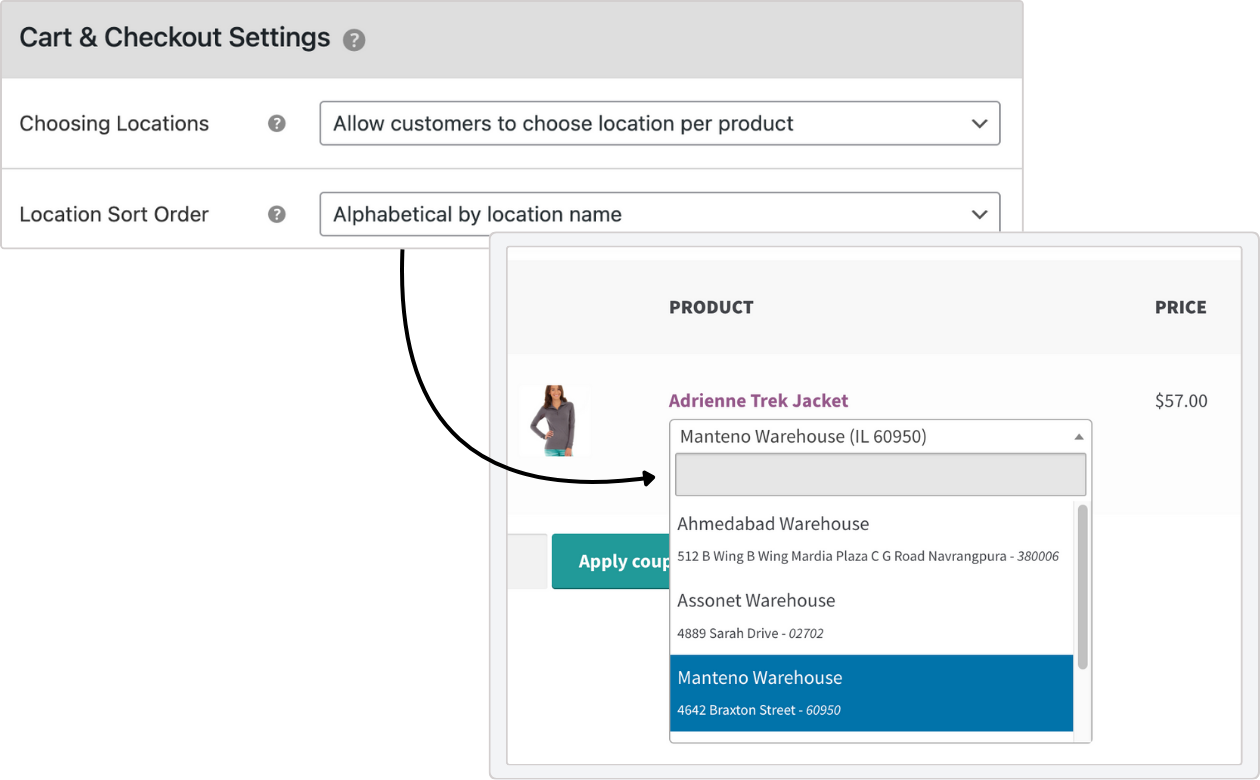 Cart & Checkout Settings ?
Choosing Locations ? Allow customers to choose location per product
Location Sort Order ? Alphabetical by location name
PRODUCT PRICE
Adrienne Trek Jacket $57.00
Manteno Warehouse (IL 60950)
Ahmedabad Warehouse
512 B Wing B Wing Mardia Plaza C G Road Navrangpura - 380006
Apply coup
Assonet Warehouse
4889 Sarah Drive - 02702
Manteno Warehouse
4642 Braxton Street - 60950